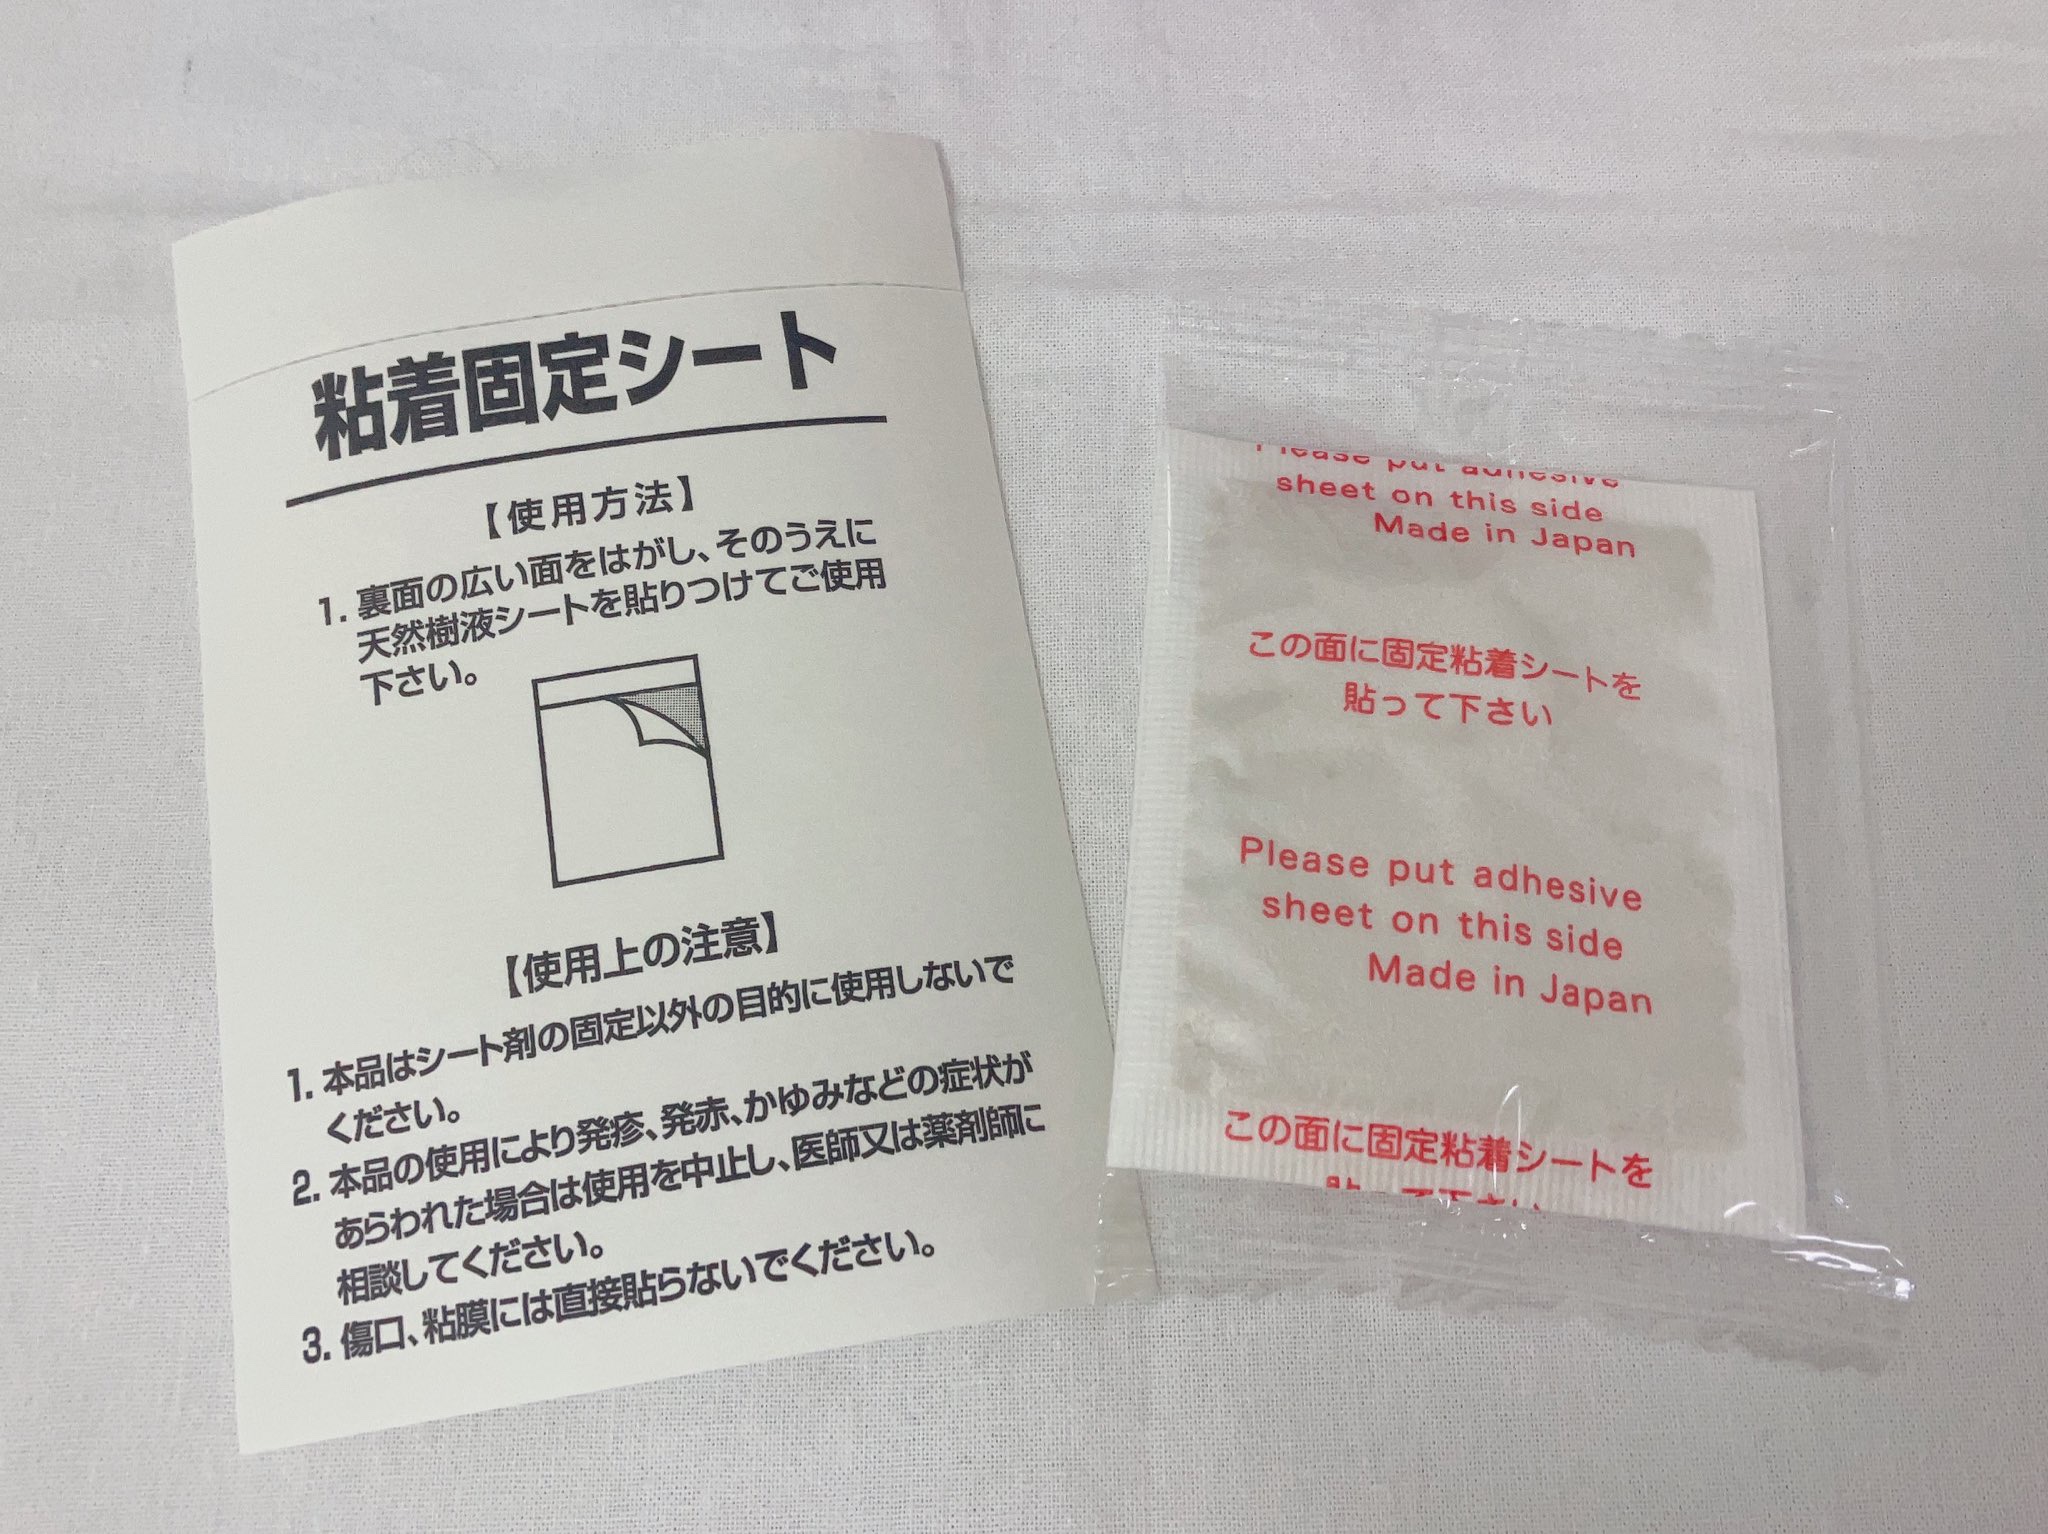 粘着固定シート
【使用方法】
1. 裏面の広い面をはがし、そのうえに
天然樹液シートを貼りつけてご使用
下さい。
【使用上の注意】
1. 本品はシート剤の固定以外の目的に使用しないで
ください。
2. 本品の使用により発疹、発赤、かゆみなどの症状が
あらわれた場合は使用を中止し、医師又は薬剤師に
相談してください。
3. 傷口、粘膜には直接貼らないでください。
Please put adhesive
sheet on this side
Made in Japan
この面に固定粘着シートを
貼って下さい
Please put adhesive
sheet on this side
Made in Japan
この面に固定粘着シートを
貼って下さい